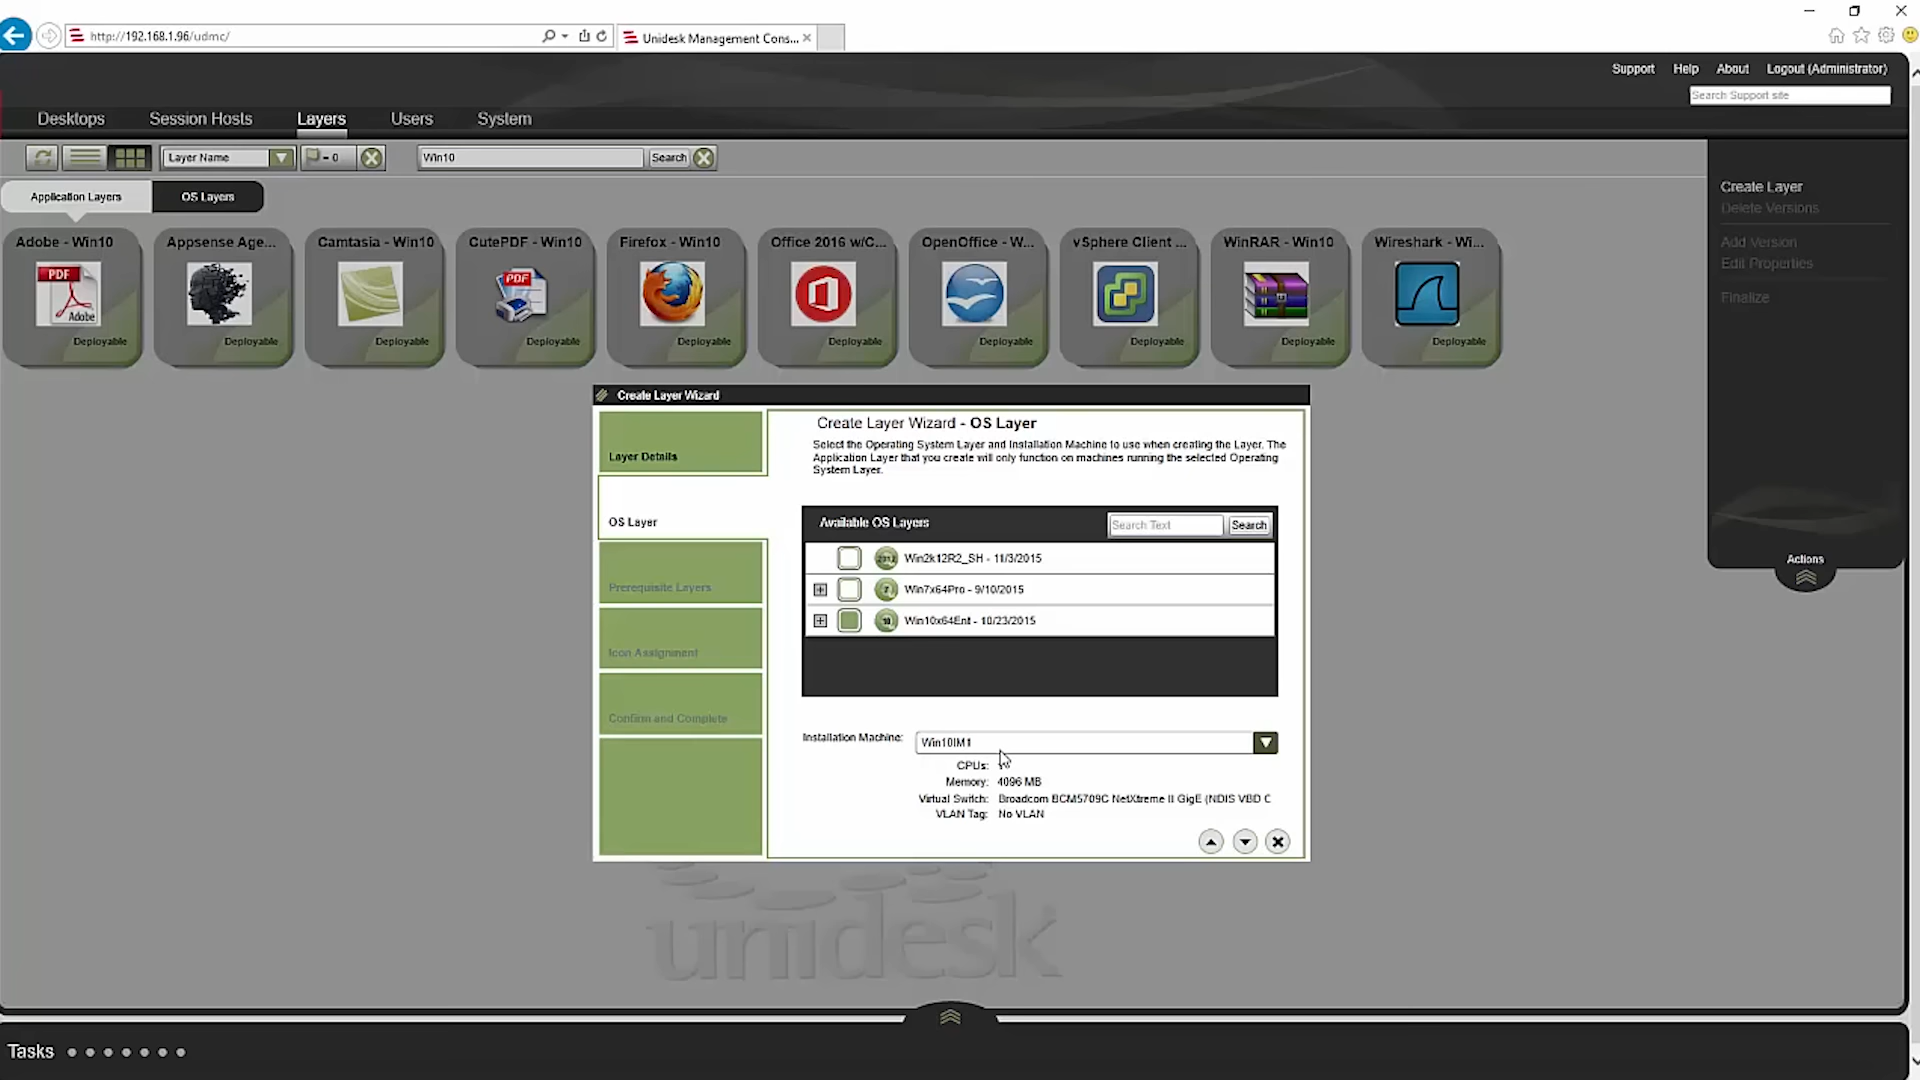 http://192.168.1.96/udmc/
Unidesk Management Cons...
Support Help About Logout (Administrator)
Search Support site
Desktops Session Hosts Layers Users System
Layer Name
- 0
Win10
Search
Application Layers OS Layers
Create Layer
Delete Versions
Add Version
Edit Properties
Finalize
Actions
Adobe - Win10
PDF
Adobe
Deployable
Appsense Age...
Deployable
Camtasia - Win10
Deployable
CutePDF - Win10
PDF
Deployable
Firefox - Win10
Deployable
Office 2016 w/C...
Deployable
OpenOffice - W...
Deployable
vSphere Client ...
Deployable
WinRAR - Win10
Deployable
Wireshark - Wi...
Deployable
Create Layer Wizard
Layer Details
OS Layer
Prerequisite Layers
Icon Assignment
Confirm and Complete
Create Layer Wizard - OS Layer
Select the Operating System Layer and Installation Machine to use when creating the Layer. The
Application Layer that you create will only function on machines running the selected Operating
System Layer.
Available OS Layers
Search Text
Search
2012 Win2k12R2_SH - 11/3/2015
7 Win7x64Pro - 9/10/2015
10 Win10x64Ent - 10/23/2015
Installation Machine: Win10IM1
CPUs:
Memory: 4096 MB
Virtual Switch: Broadcom BCM5709C NetXtreme II GigE (NDIS VBD C
VLAN Tag: No VLAN
unidesk
Tasks